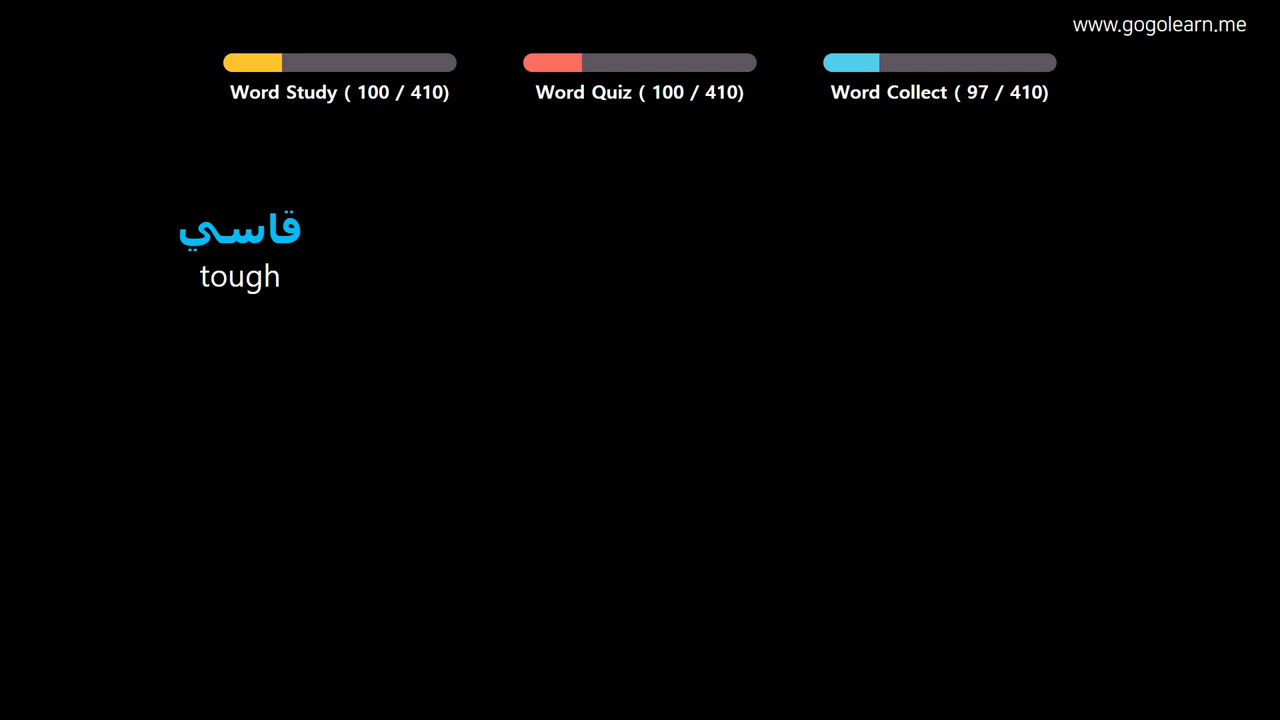 www.gogolearn.me
Word Study ( 100 / 410)
Word Quiz ( 100 / 410)
Word Collect ( 97 / 410)
قاسي
tough